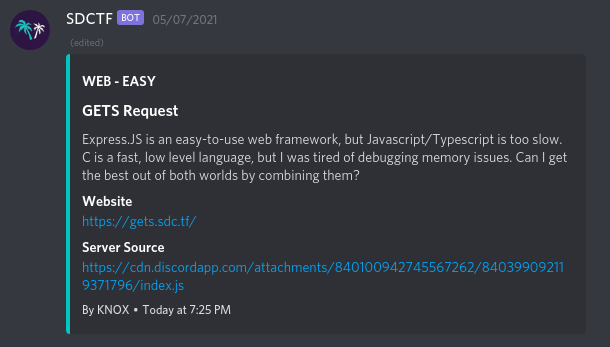 SDCTF BOT 05/07/2021
(edited)
WEB - EASY
GETS Request
Express.JS is an easy-to-use web framework, but Javascript/Typescript is too slow.
C is a fast, low level language, but I was tired of debugging memory issues. Can I get
the best out of both worlds by combining them?
Website
https://gets.sdc.tf/
Server Source
https://cdn.discordapp.com/attachments/840100942745567262/84039909211
9371796/index.js
By KNOX • Today at 7:25 PM